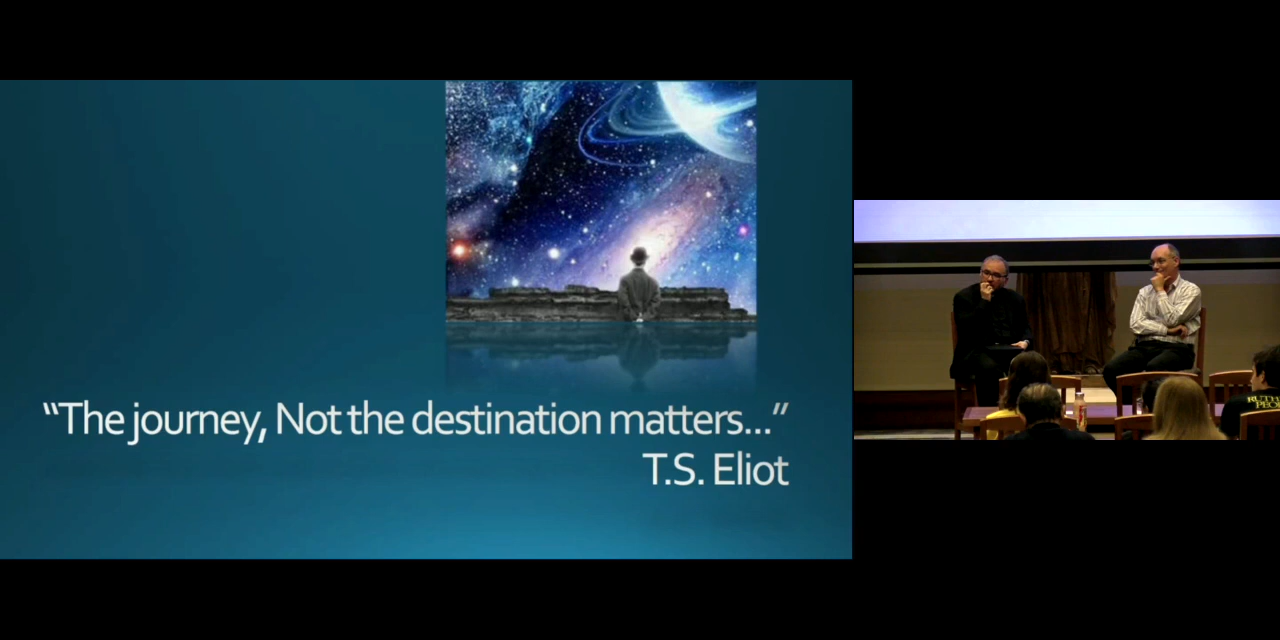 “The journey, Not the destination matters...”
T.S. Eliot